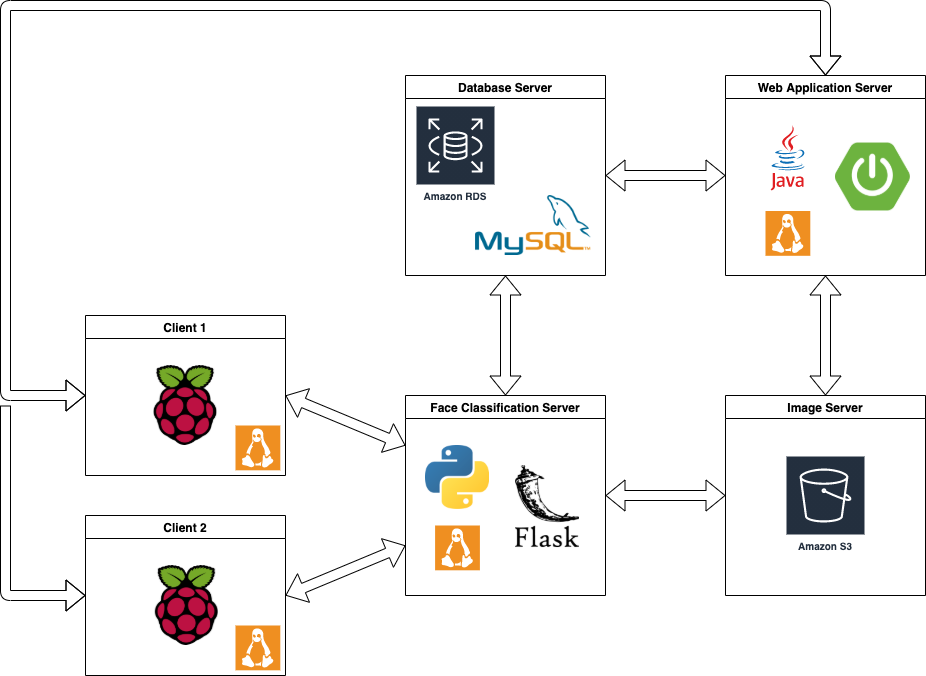 Database Server
Web Application Server
Amazon RDS
Java
MySQL™
Client 1
Face Classification Server
Image Server
Flask
Amazon S3
Client 2